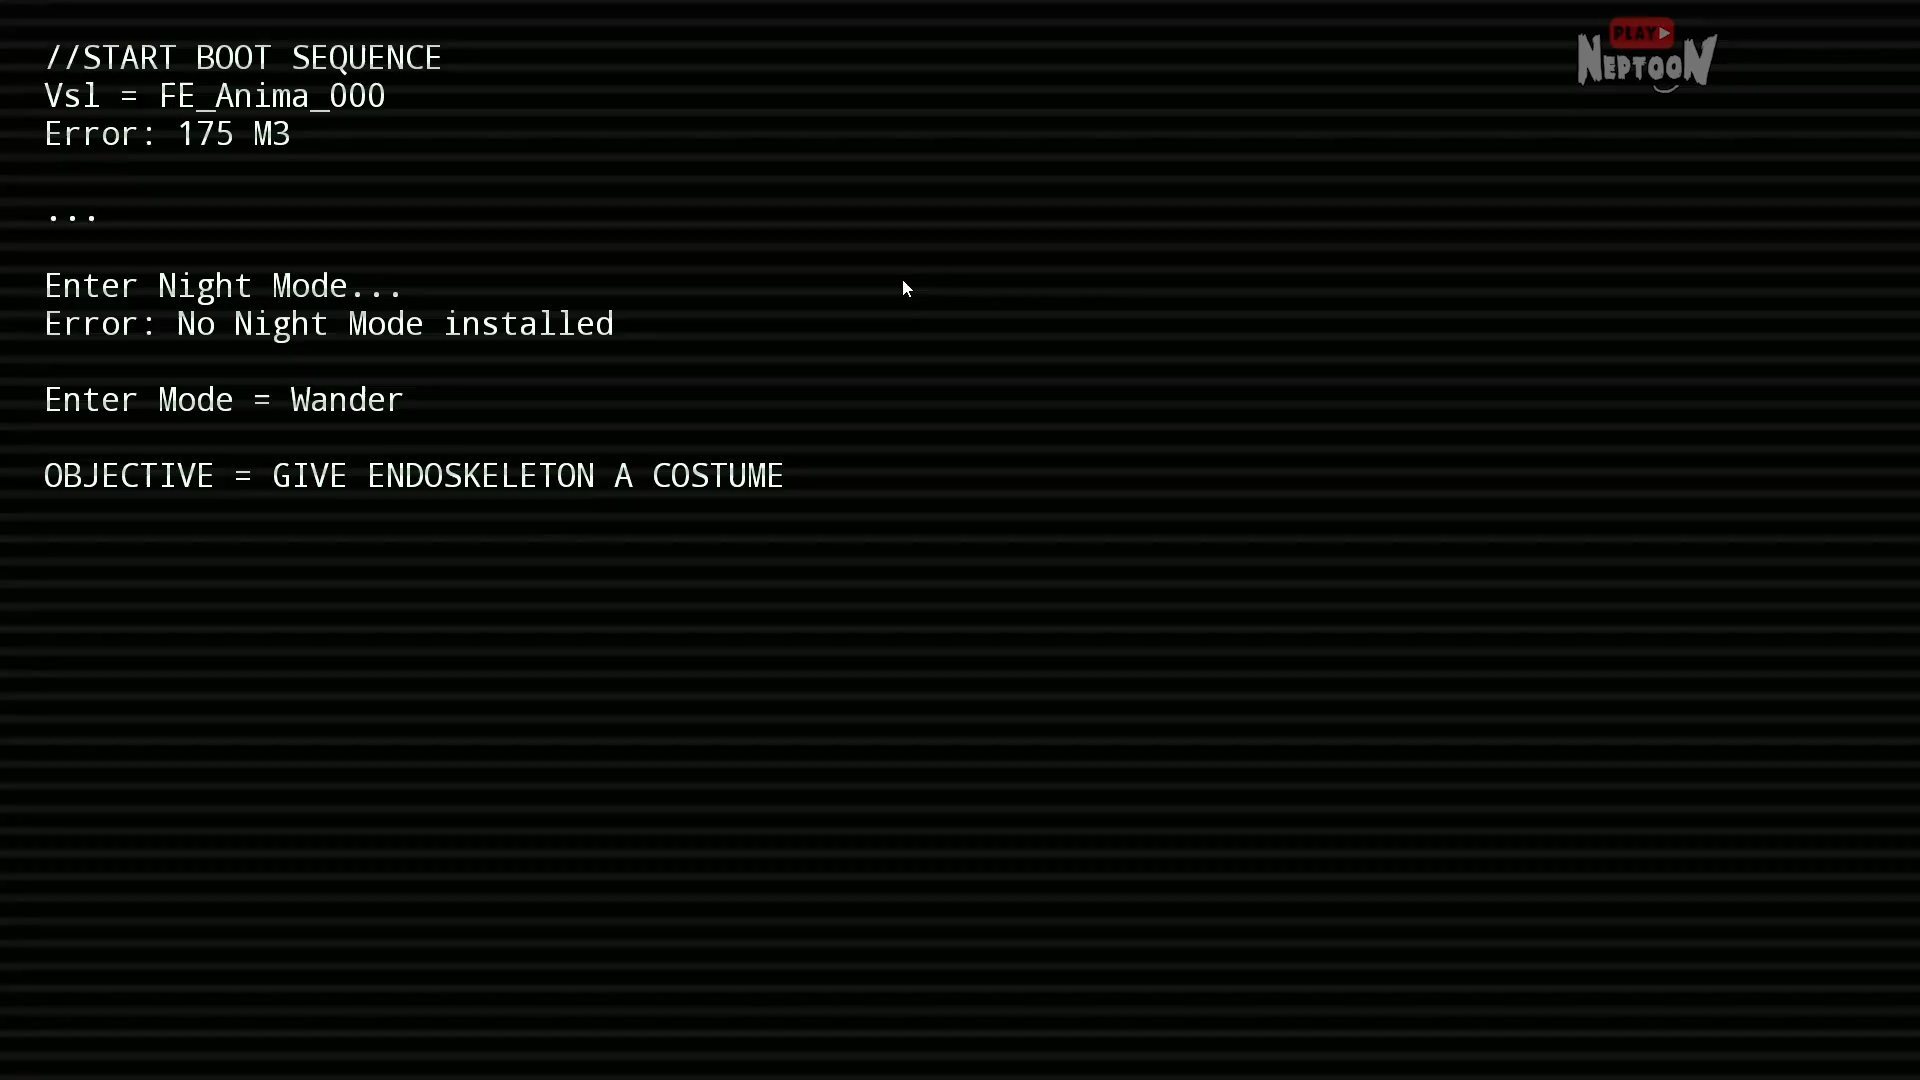 //START BOOT SEQUENCE
Vsl = FE_Anima_000
Error: 175 M3
...
Enter Night Mode...
Error: No Night Mode installed
Enter Mode = Wander
OBJECTIVE = GIVE ENDOSKELETON A COSTUME
PLAY
NEPTOON